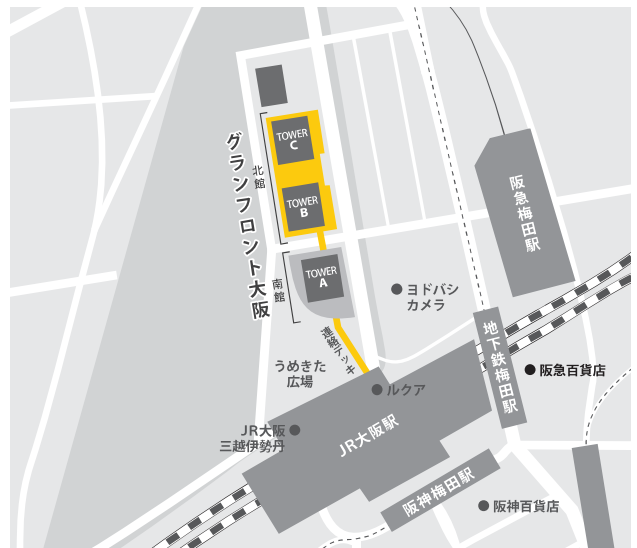 TOWER
C
TOWER
B
TOWER
A
北館
南館
グランフロント大阪
阪急梅田駅
ヨドバシ
カメラ
連絡デッキ
地下鉄梅田駅
うめきた
広場
阪急百貨店
ルクア
JR大阪
三越伊勢丹
JR大阪駅
阪神梅田駅
阪神百貨店